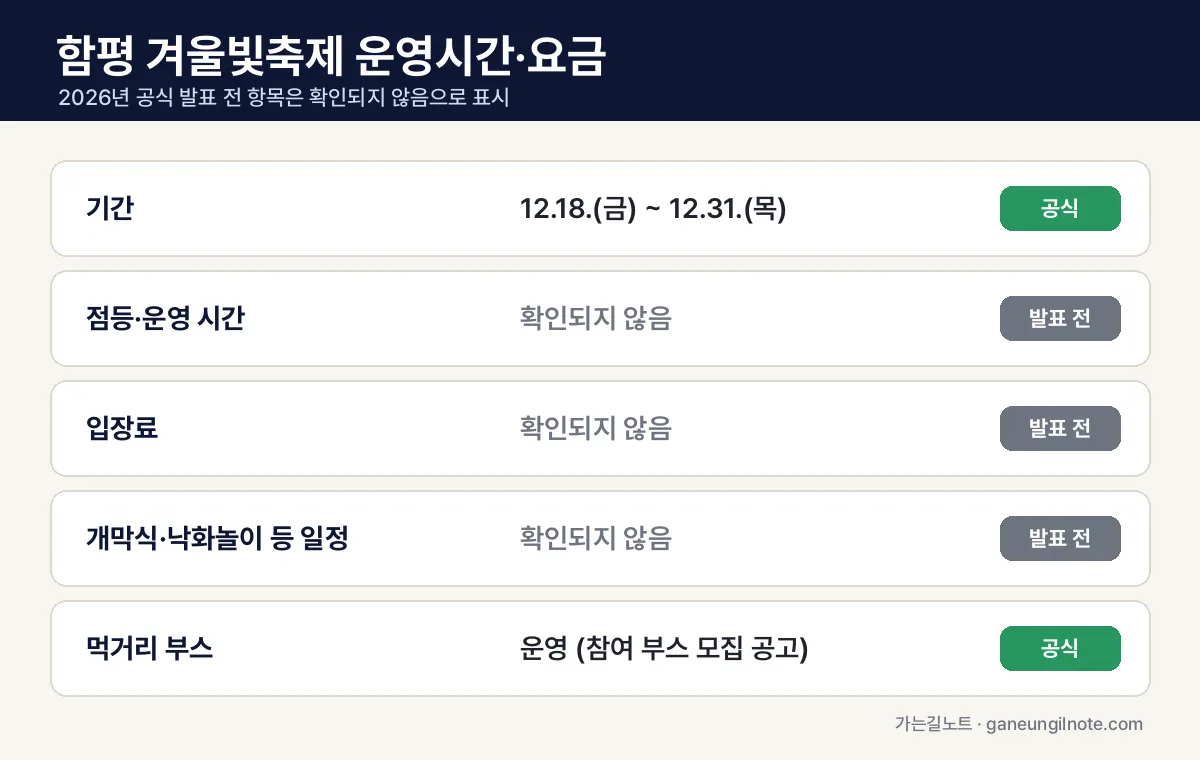 함평 겨울빛축제 운영시간·요금
2026년 공식 발표 전 항목은 확인되지 않음으로 표시
기간 12.18.(금) ~ 12.31.(목) 공식
점등·운영 시간 확인되지 않음 발표 전
입장료 확인되지 않음 발표 전
개막식·낙화놀이 등 일정 확인되지 않음 발표 전
먹거리 부스 운영 (참여 부스 모집 공고) 공식
가는길노트 · ganeungilnote.com